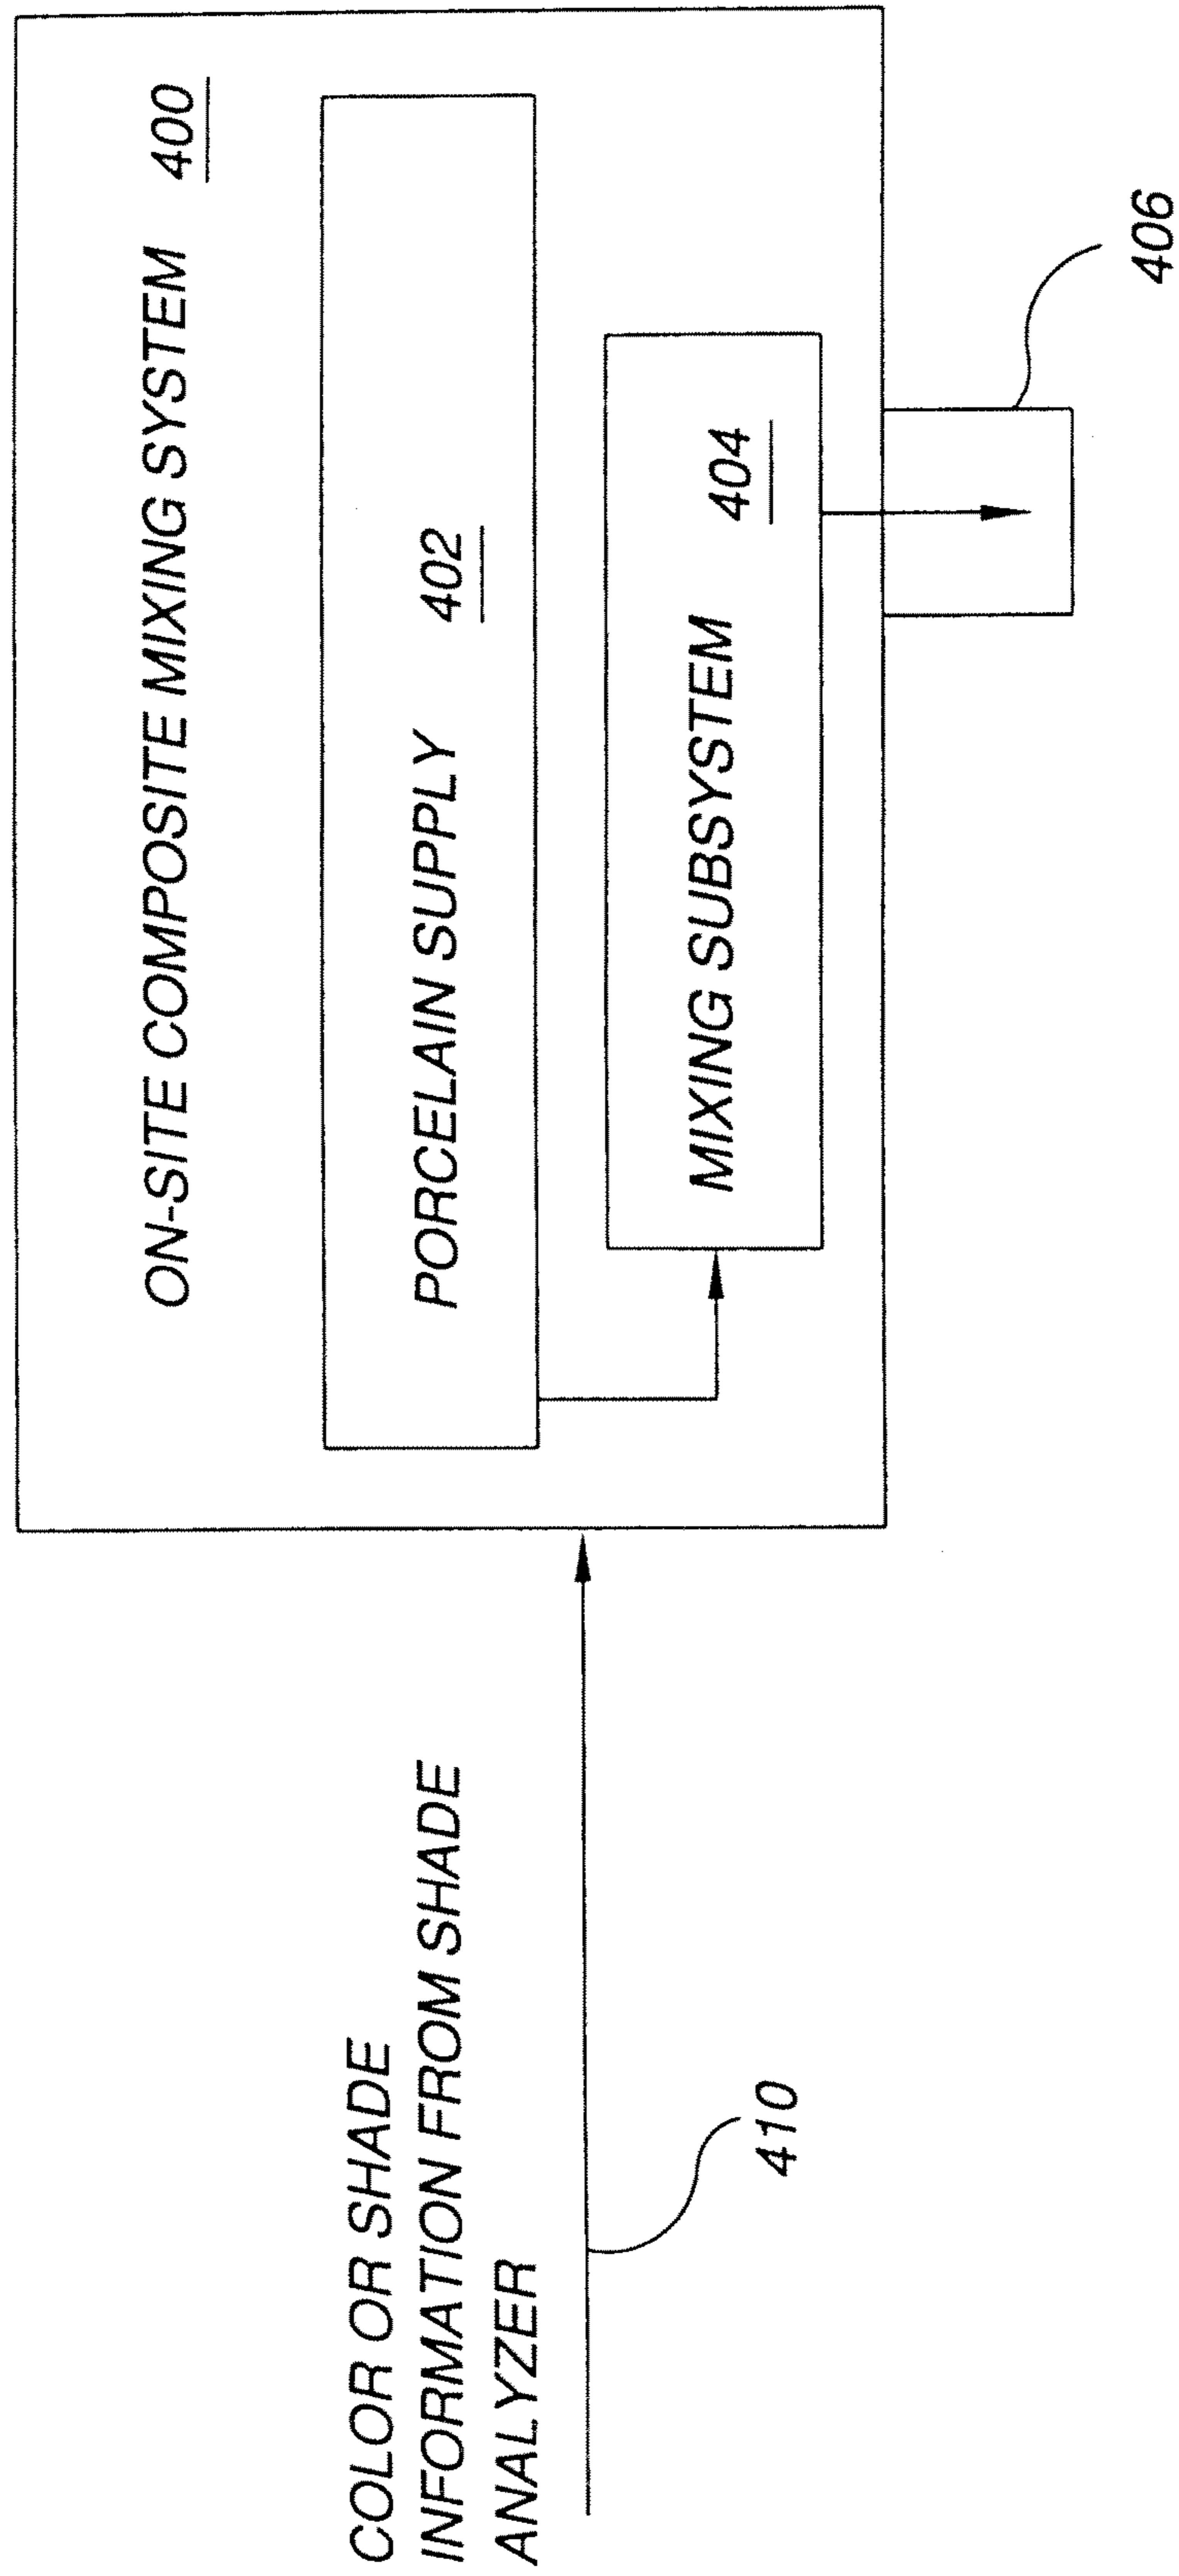 COLOR OR SHADE
INFORMATION FROM SHADE
ANALYZER
410
ON-SITE COMPOSITE MIXING SYSTEM 400
PORCELAIN SUPPLY 402
MIXING SUBSYSTEM 404
406